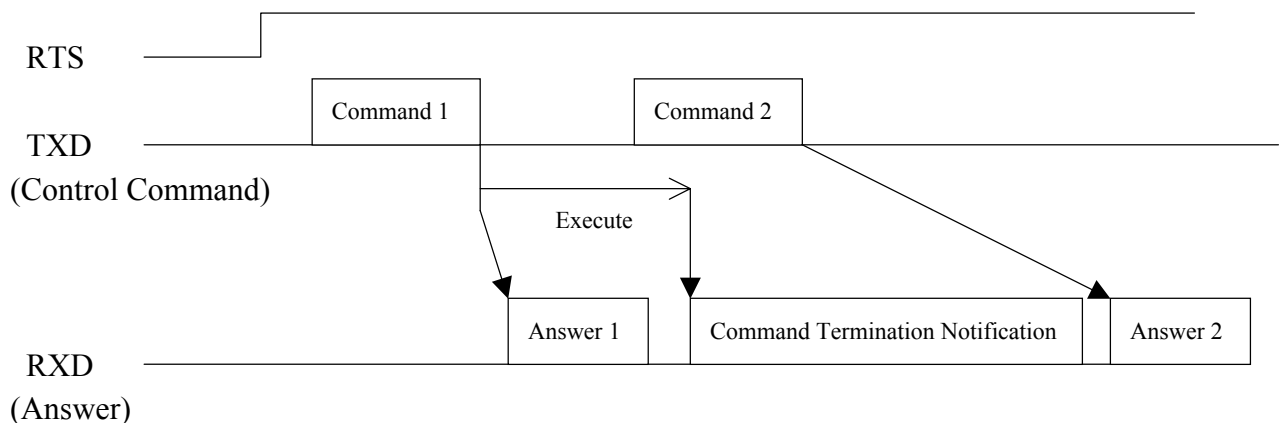 RTS
Command 1
Command 2
TXD
(Control Command)
Execute
Answer 1
Command Termination Notification
Answer 2
RXD
(Answer)